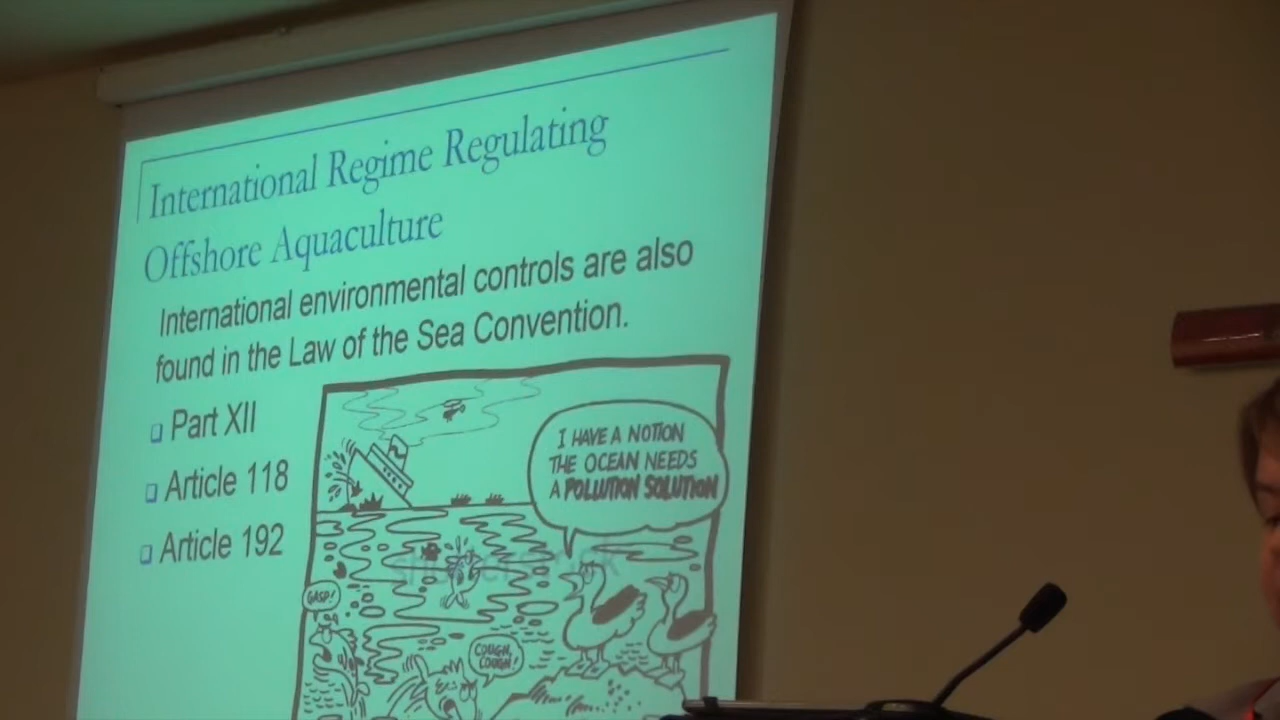 International Regime Regulating
Offshore Aquaculture
International environmental controls are also
found in the Law of the Sea Convention.
Part XII
Article 118
Article 192
I HAVE A NOTION
THE OCEAN NEEDS
A POLLUTION SOLUTION
GASP!
COUGH,
COUGH!